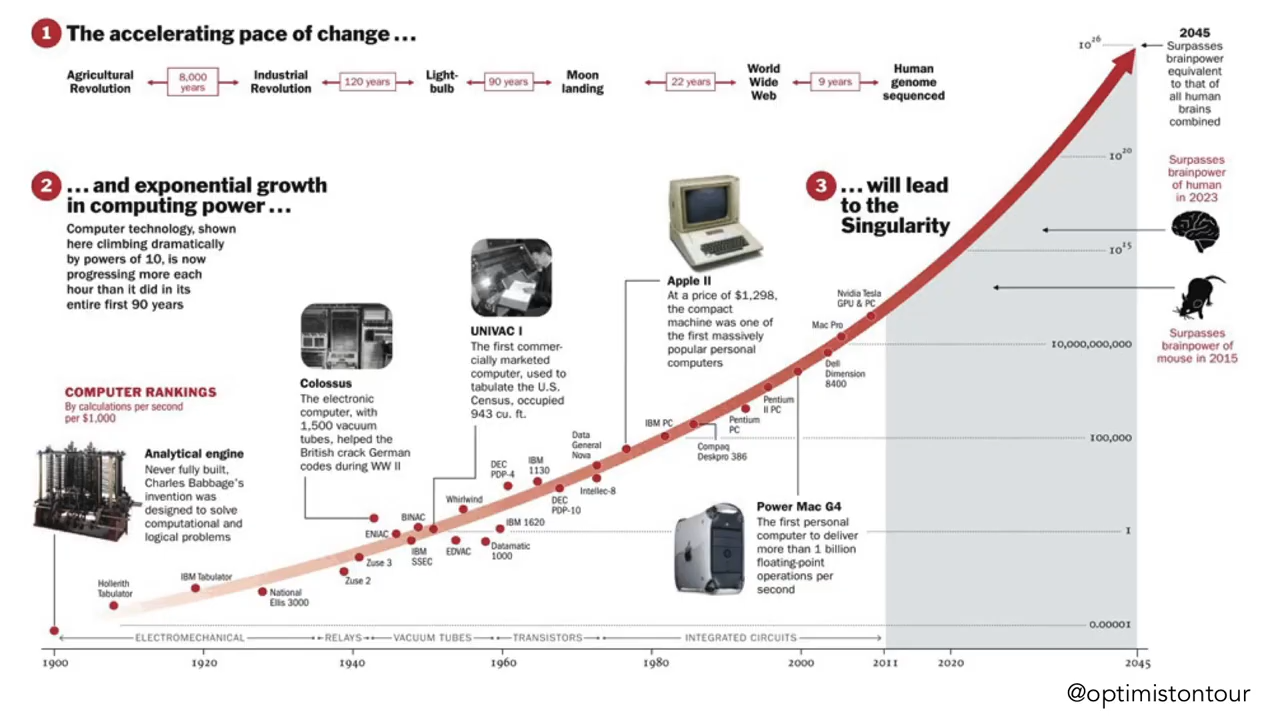 1 The accelerating pace of change...
Agricultural
Revolution
8,000
years
Industrial
Revolution
120 years
Light-
bulb
90 years
Moon
landing
22 years
World
Wide
Web
9 years
Human
genome
sequenced
2 ...and exponential growth
in computing power...
Computer technology, shown
here climbing dramatically
by powers of 10, is now
progressing more each
hour than it did in its
entire first 90 years
COMPUTER RANKINGS
By calculations per second
per $1,000
Analytical engine
Never fully built,
Charles Babbage's
invention was
designed to solve
computational and
logical problems
Colossus
The electronic
computer, with
1,500 vacuum
tubes, helped the
British crack German
codes during WW II
UNIVAC I
The first commer-
cially marketed
computer, used to
tabulate the U.S.
Census, occupied
943 cu. ft.
Apple II
At a price of $1,298,
the compact
machine was one of
the first massively
popular personal
computers
Power Mac G4
The first personal
computer to deliver
more than 1 billion
floating-point
operations per
second
3 ...will lead
to the
Singularity
2045
Surpasses
brainpower
equivalent
to that of
all human
brains
combined
Surpasses
brainpower
of human
in 2023
Surpasses
brainpower of
mouse in 2015
10^26
10^20
10^15
10,000,000,000
100,000
1
0.00001
Hollerith
Tabulator
IBM Tabulator
National
Ellis 3000
Zuse 2
Zuse 3
ENIAC
BINAC
IBM
SSEC
Whirlwind
EDVAC
DEC
PDP-4
IBM
1130
IBM 1620
Datamatic
1000
DEC
PDP-10
Data
General
Nova
Intellec-8
IBM PC
Compaq
Deskpro 386
Pentium
PC
Pentium
II PC
Dell
Dimension
8400
Mac Pro
Nvidia Tesla
GPU & PC
ELECTROMECHANICAL
RELAYS
VACUUM TUBES
TRANSISTORS
INTEGRATED CIRCUITS
1900
1920
1940
1960
1980
2000
2011
2020
2045
@optimistontour